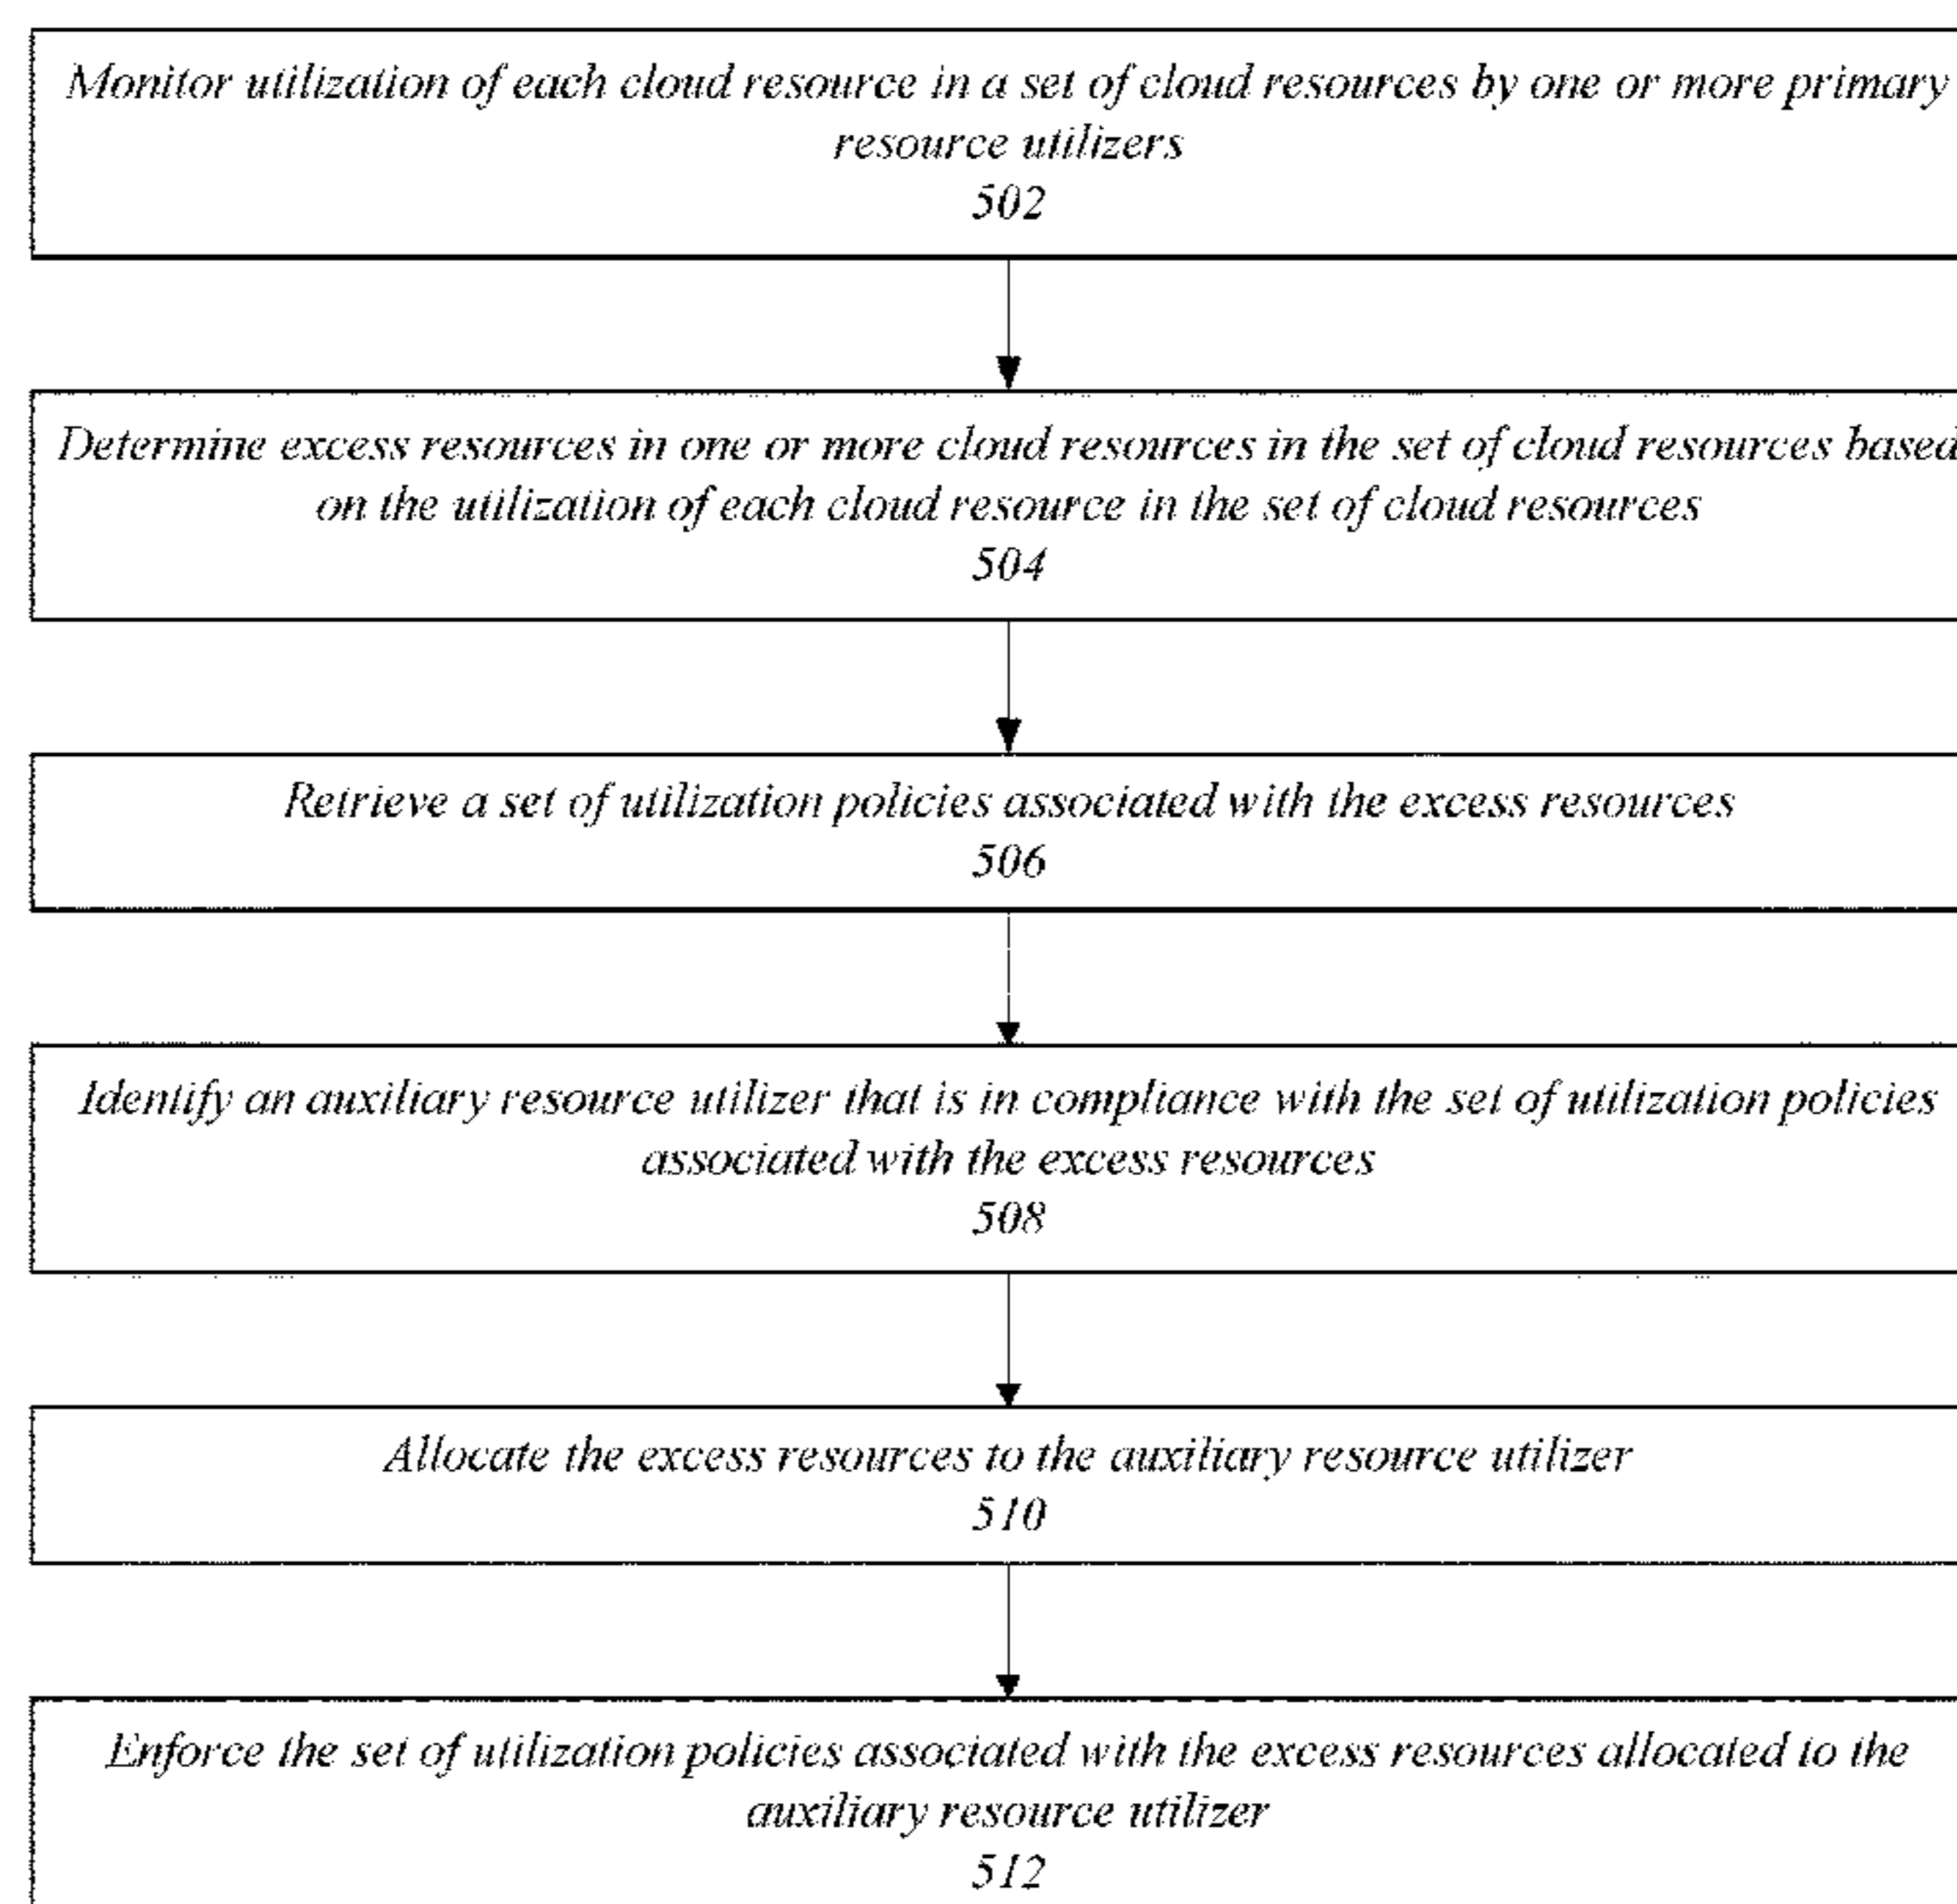 Monitor utilization of each cloud resource in a set of cloud resources by one or more primary
resource utilizers
502
Determine excess resources in one or more cloud resources in the set of cloud resources based
on the utilization of each cloud resource in the set of cloud resources
504
Retrieve a set of utilization policies associated with the excess resources
506
Identify an auxiliary resource utilizer that is in compliance with the set of utilization policies
associated with the excess resources
508
Allocate the excess resources to the auxiliary resource utilizer
510
Enforce the set of utilization policies associated with the excess resources allocated to the
auxiliary resource utilizer
512